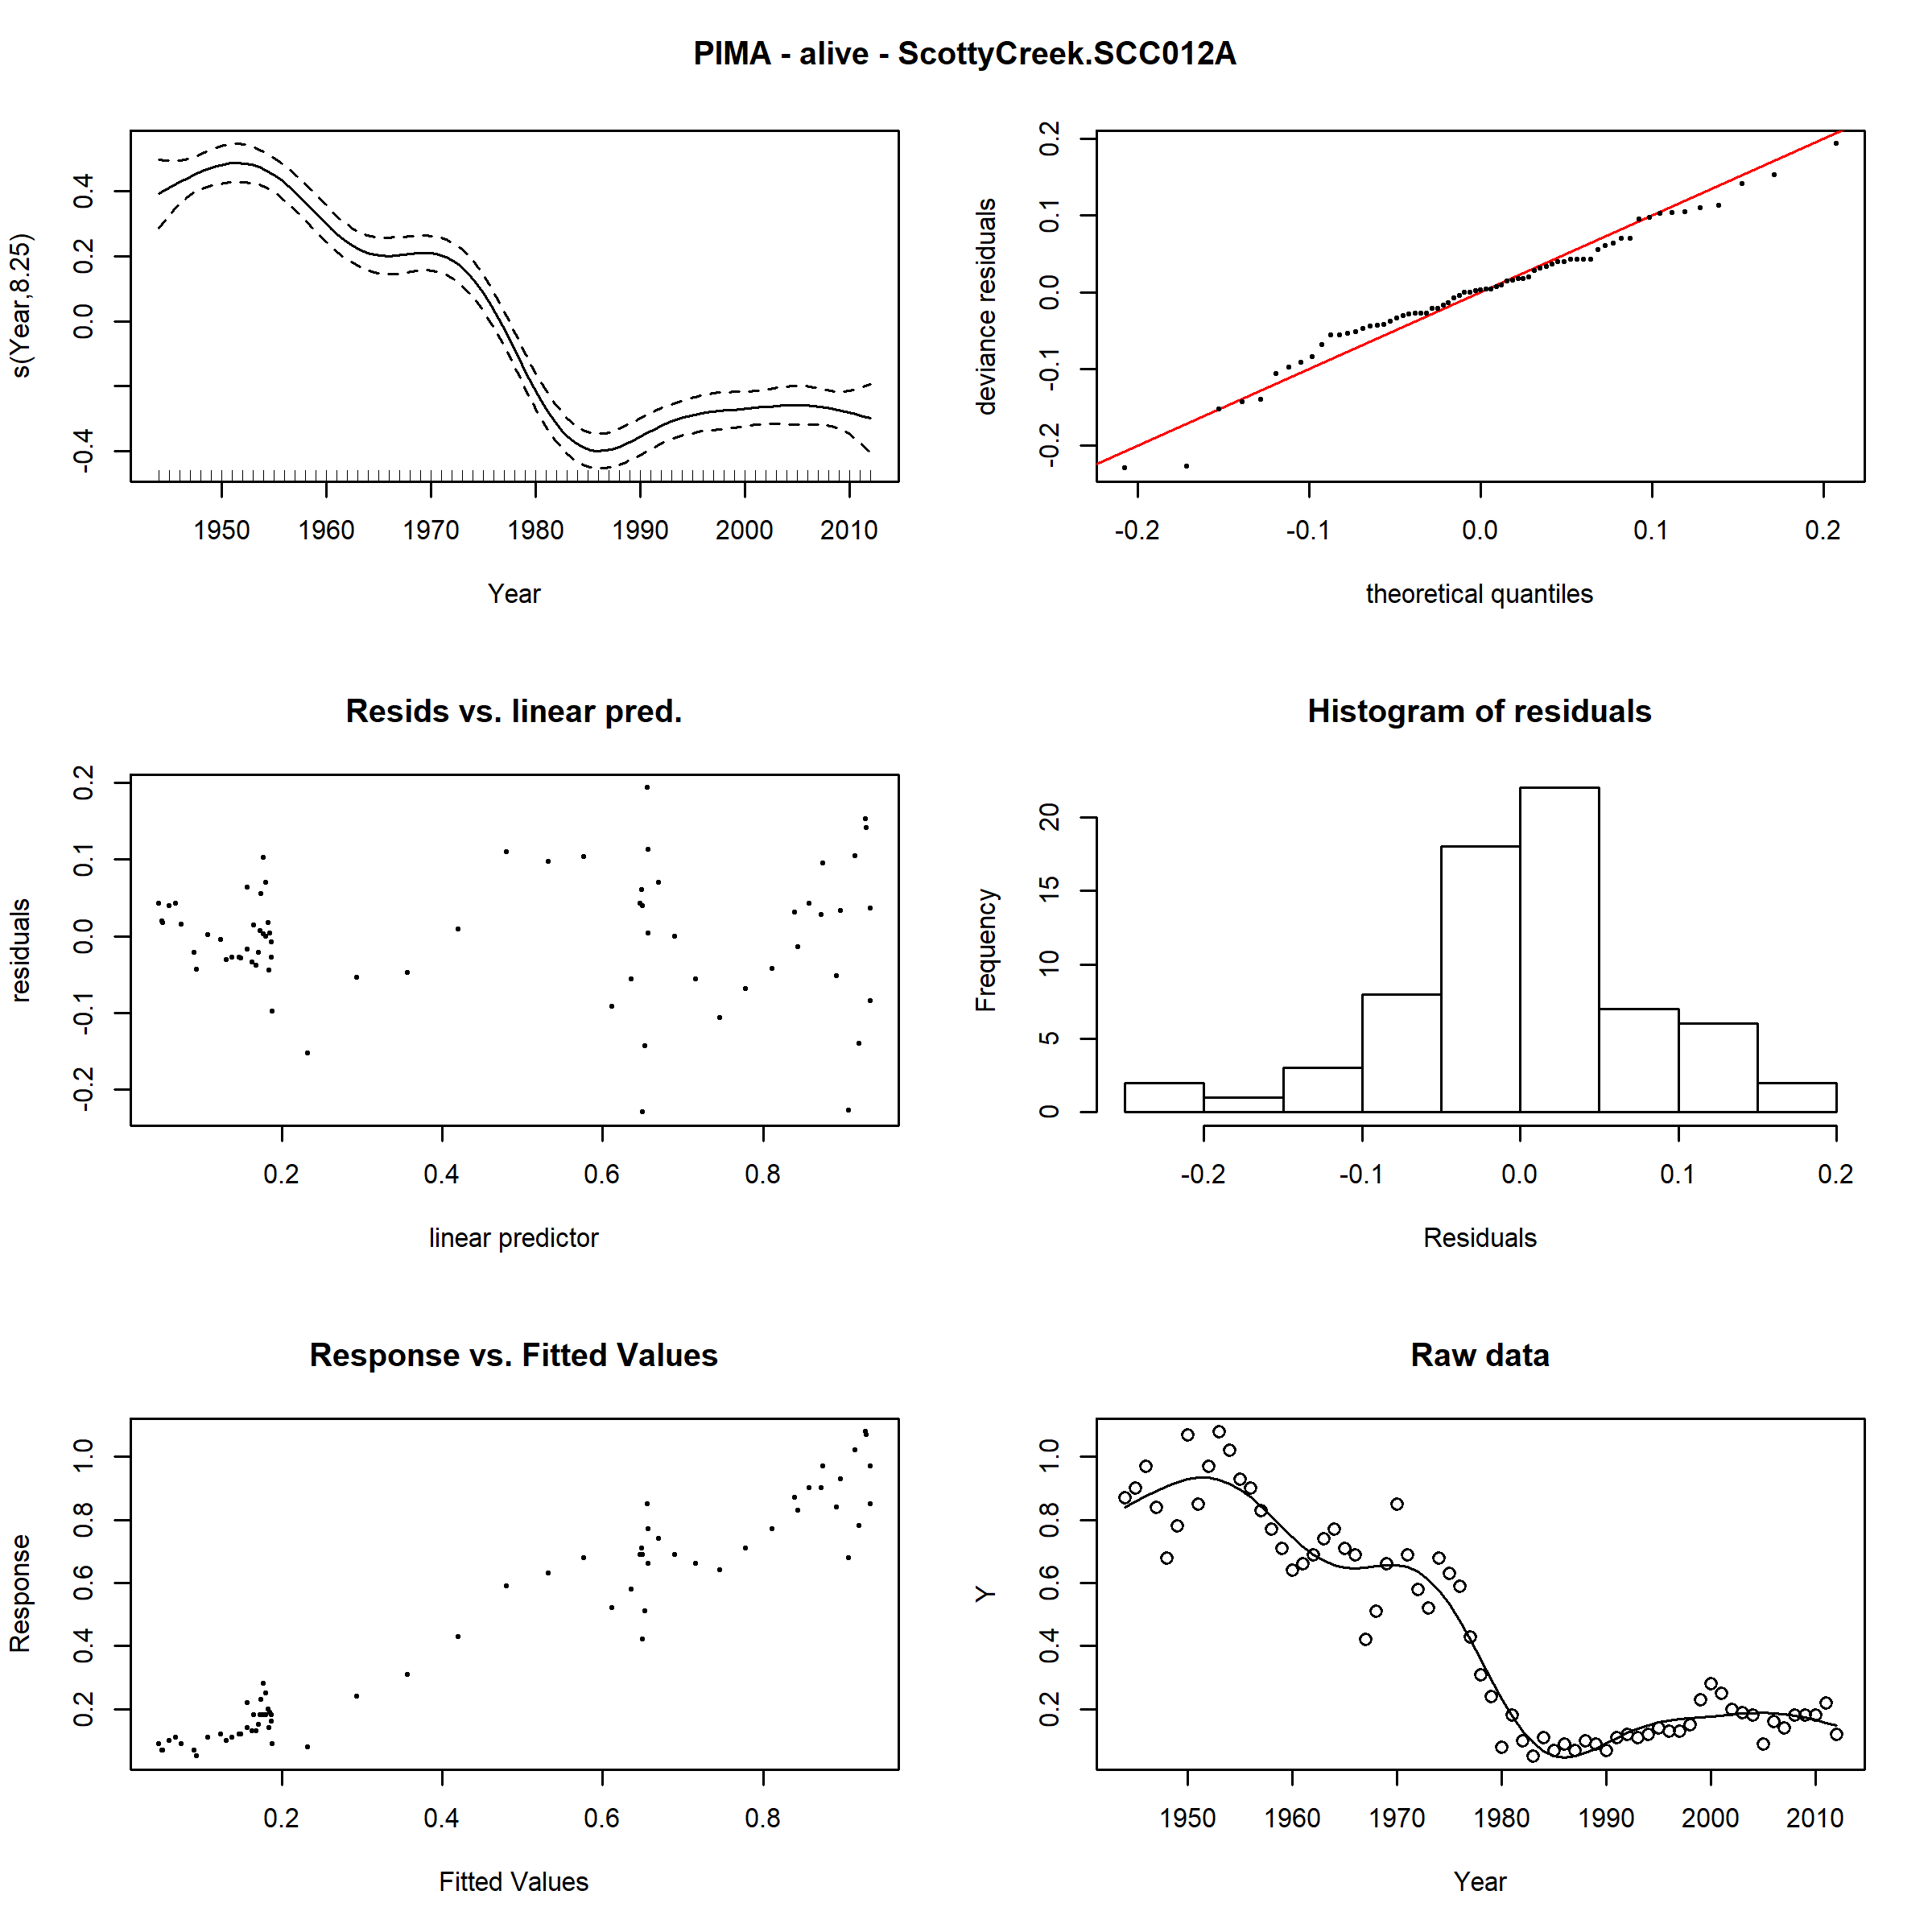 PIMA - alive - ScottyCreek.SCC012A
s(Year,8.25)
-0.4 0.0 0.2 0.4
1950 1960 1970 1980 1990 2000 2010
Year
deviance residuals
-0.2 -0.1 0.0 0.1 0.2
-0.2 -0.1 0.0 0.1 0.2
theoretical quantiles
Resids vs. linear pred.
residuals
-0.2 -0.1 0.0 0.1 0.2
0.2 0.4 0.6 0.8
linear predictor
Histogram of residuals
Frequency
0 5 10 15 20
-0.2 -0.1 0.0 0.1 0.2
Residuals
Response vs. Fitted Values
Response
0.2 0.4 0.6 0.8 1.0
0.2 0.4 0.6 0.8
Fitted Values
Raw data
Y
0.2 0.4 0.6 0.8 1.0
1950 1960 1970 1980 1990 2000 2010
Year